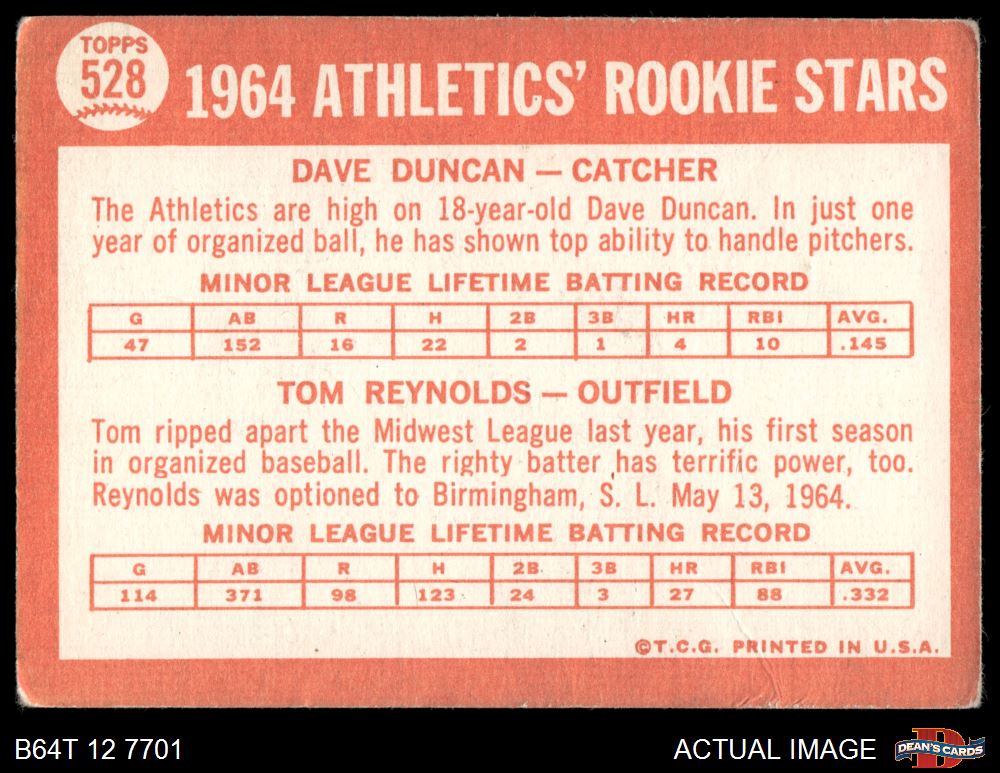 TOPPS
528
1964 ATHLETICS' ROOKIE STARS
DAVE DUNCAN — CATCHER
The Athletics are high on 18-year-old Dave Duncan. In just one
year of organized ball, he has shown top ability to handle pitchers.
MINOR LEAGUE LIFETIME BATTING RECORD
G AB R H 2B 3B HR RBI AVG.
47 152 16 22 2 1 4 10 .145
TOM REYNOLDS — OUTFIELD
Tom ripped apart the Midwest League last year, his first season
in organized baseball. The righty batter has terrific power, too.
Reynolds was optioned to Birmingham, S. L. May 13, 1964.
MINOR LEAGUE LIFETIME BATTING RECORD
G AB R H 2B 3B HR RBI AVG.
114 371 98 123 24 3 27 88 .332
©T.C.G. PRINTED IN U.S.A.
B64T 12 7701
ACTUAL IMAGE
D
DEAN'S CARDS